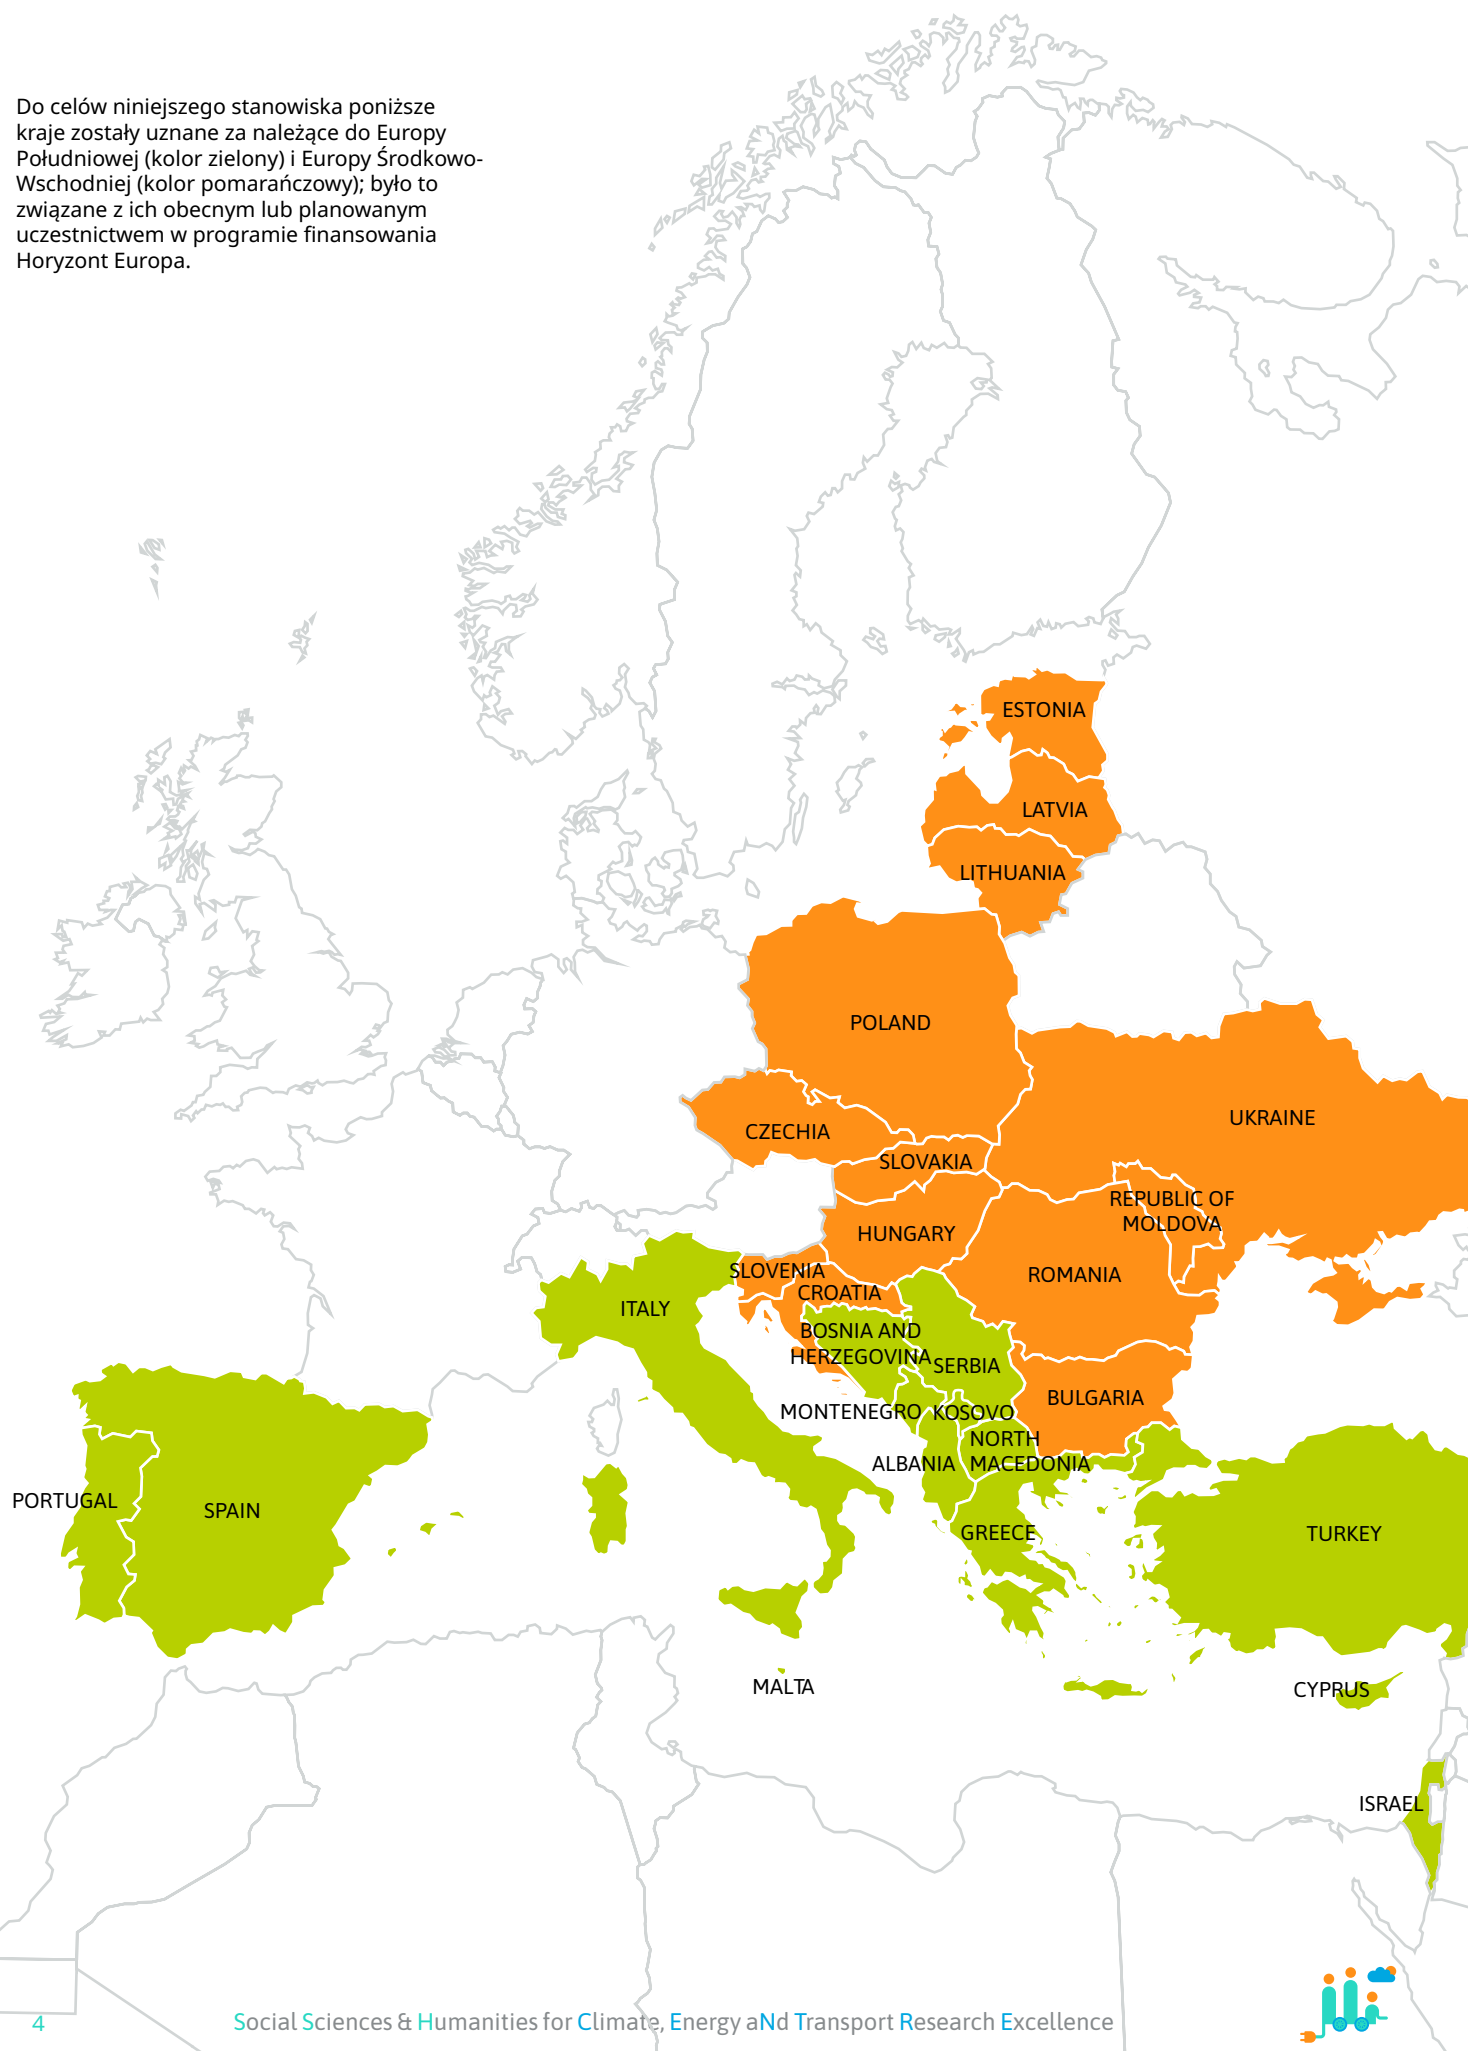 Do celów niniejszego stanowiska poniższe
kraje zostały uznane za należące do Europy
Południowej (kolor zielony) i Europy Środkowo-
Wschodniej (kolor pomarańczowy); było to
związane z ich obecnym lub planowanym
uczestnictwem w programie finansowania
Horyzont Europa.
ESTONIA
LATVIA
LITHUANIA
POLAND
UKRAINE
CZECHIA
SLOVAKIA
REPUBLIC OF
MOLDOVA
HUNGARY
SLOVENIA
ROMANIA
CROATIA
ITALY
BOSNIA AND
HERZEGOVINA
SERBIA
BULGARIA
MONTENEGRO
KOSOVO
NORTH
MACEDONIA
ALBANIA
PORTUGAL
SPAIN
GREECE
TURKEY
MALTA
CYPRUS
ISRAEL
4
Social Sciences & Humanities for Climate, Energy aNd Transport Research Excellence